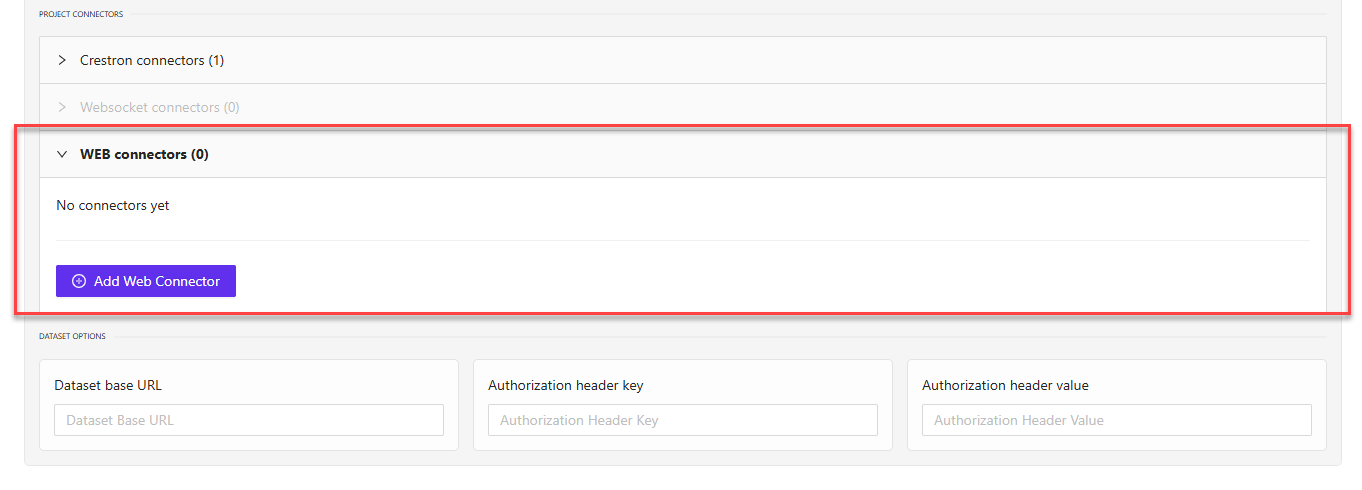 PROJECT CONNECTORS
Crestron connectors (1)
Websocket connectors (0)
WEB connectors (0)
No connectors yet
Add Web Connector
DATASET OPTIONS
Dataset base URL
Dataset Base URL
Authorization header key
Authorization Header Key
Authorization header value
Authorization Header Value